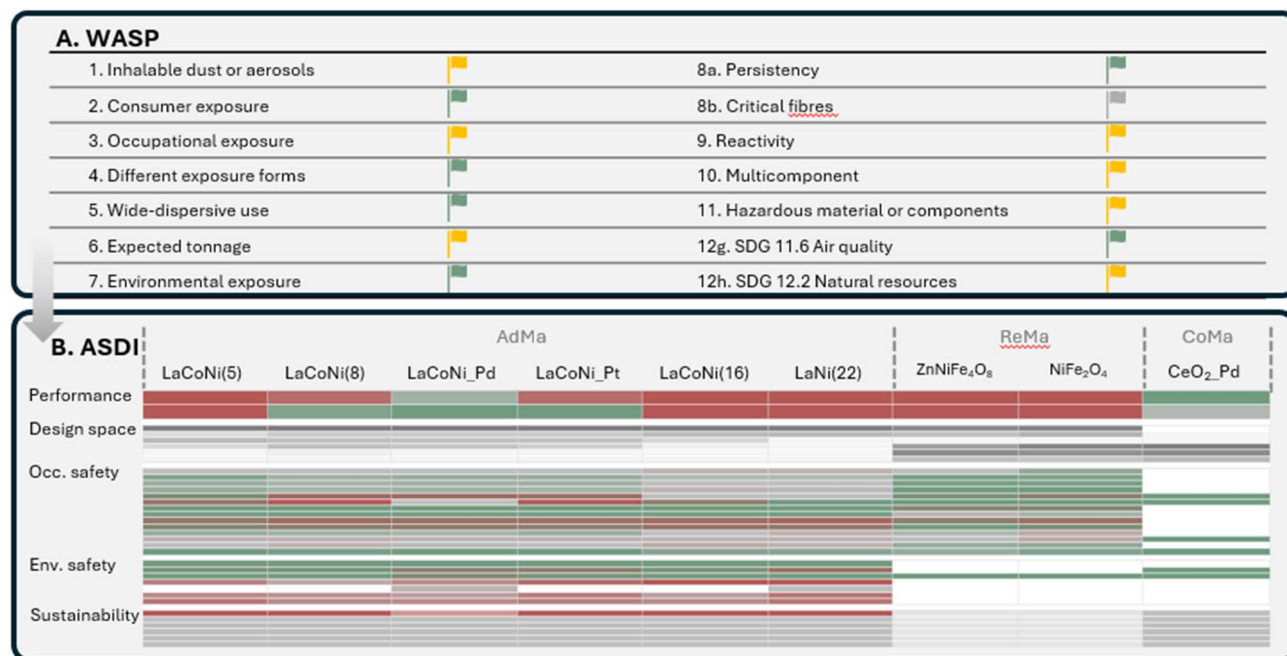 A. WASP
1. Inhalable dust or aerosols
8a. Persistency
2. Consumer exposure
8b. Critical fibres
3. Occupational exposure
9. Reactivity
4. Different exposure forms
10. Multicomponent
5. Wide-dispersive use
11. Hazardous material or components
6. Expected tonnage
12g. SDG 11.6 Air quality
7. Environmental exposure
12h. SDG 12.2 Natural resources
B. ASDI
AdMa ReMa CoMa
LaCoNi(5) LaCoNi(8) LaCoNi_Pd LaCoNi_Pt LaCoNi(16) LaNi(22) ZnNiFe₄O₈ NiFe₂O₄ CeO₂_Pd
Performance
Design space
Occ. safety
Env. safety
Sustainability